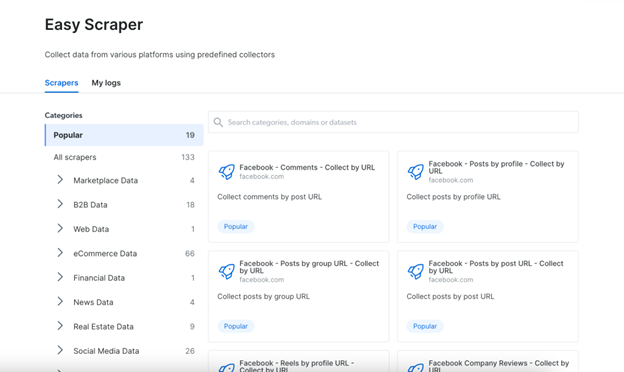 Easy Scraper
Collect data from various platforms using predefined collectors
Scrapers
My logs
Categories
Popular 19
All scrapers 133
Marketplace Data 4
B2B Data 18
Web Data 1
eCommerce Data 66
Financial Data 1
News Data 4
Real Estate Data 9
Social Media Data 26
Search categories, domains or datasets
Facebook - Comments - Collect by URL
facebook.com
Collect comments by post URL
Popular
Facebook - Posts by profile - Collect by
URL
facebook.com
Collect posts by profile URL
Popular
Facebook - Posts by group URL - Collect
by URL
facebook.com
Collect posts by group URL
Popular
Facebook - Posts by post URL - Collect
by URL
facebook.com
Collect posts by post URL
Popular
Facebook - Reels by profile URL -
Collect by URL
Facebook Company Reviews - Collect by
URL